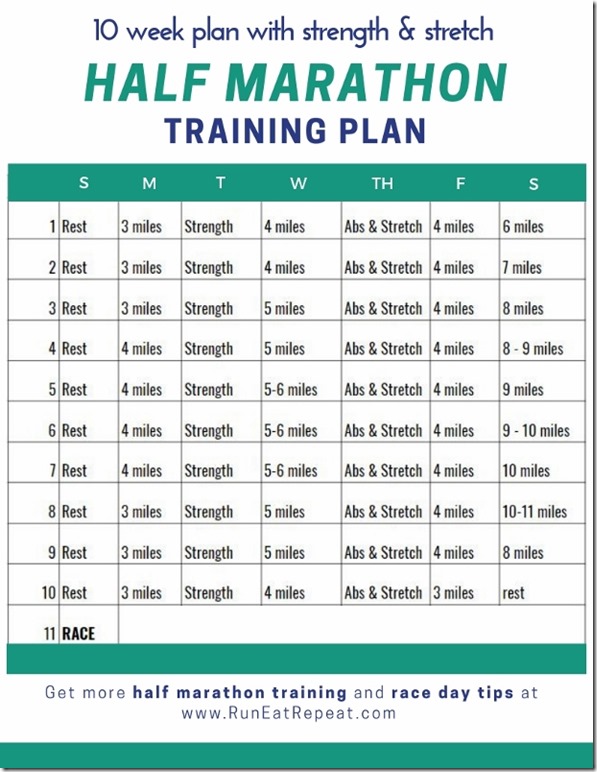 10 week plan with strength & stretch
HALF MARATHON
TRAINING PLAN
S M T W TH F S
1 Rest 3 miles Strength 4 miles Abs & Stretch 4 miles 6 miles
2 Rest 3 miles Strength 4 miles Abs & Stretch 4 miles 7 miles
3 Rest 3 miles Strength 5 miles Abs & Stretch 4 miles 8 miles
4 Rest 4 miles Strength 5 miles Abs & Stretch 4 miles 8 - 9 miles
5 Rest 4 miles Strength 5-6 miles Abs & Stretch 4 miles 9 miles
6 Rest 4 miles Strength 5-6 miles Abs & Stretch 4 miles 9 - 10 miles
7 Rest 4 miles Strength 5-6 miles Abs & Stretch 4 miles 10 miles
8 Rest 3 miles Strength 5 miles Abs & Stretch 4 miles 10-11 miles
9 Rest 3 miles Strength 5 miles Abs & Stretch 4 miles 8 miles
10 Rest 3 miles Strength 4 miles Abs & Stretch 3 miles rest
11 RACE
Get more half marathon training and race day tips at
www.RunEatRepeat.com